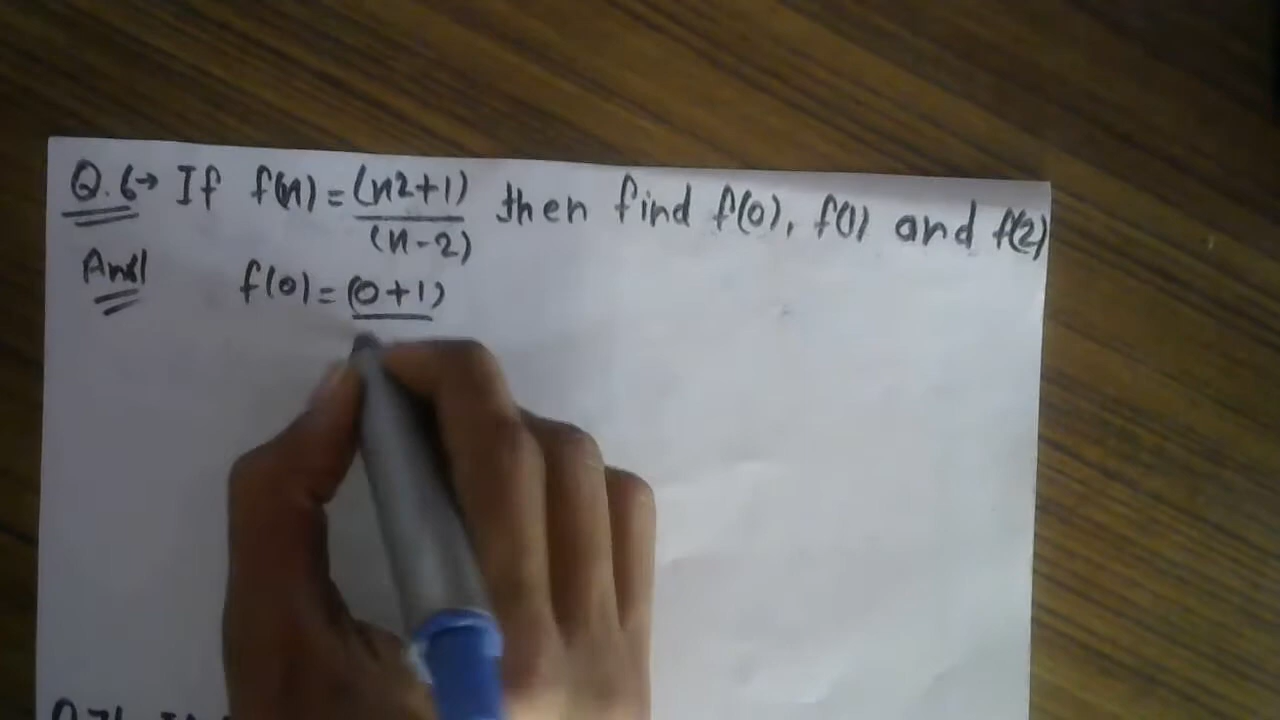 Q.6→ If f(n) = (n2+1) then find f(0), f(1) and f(2)
(n-2)
Ans|
f(0) = (0+1)